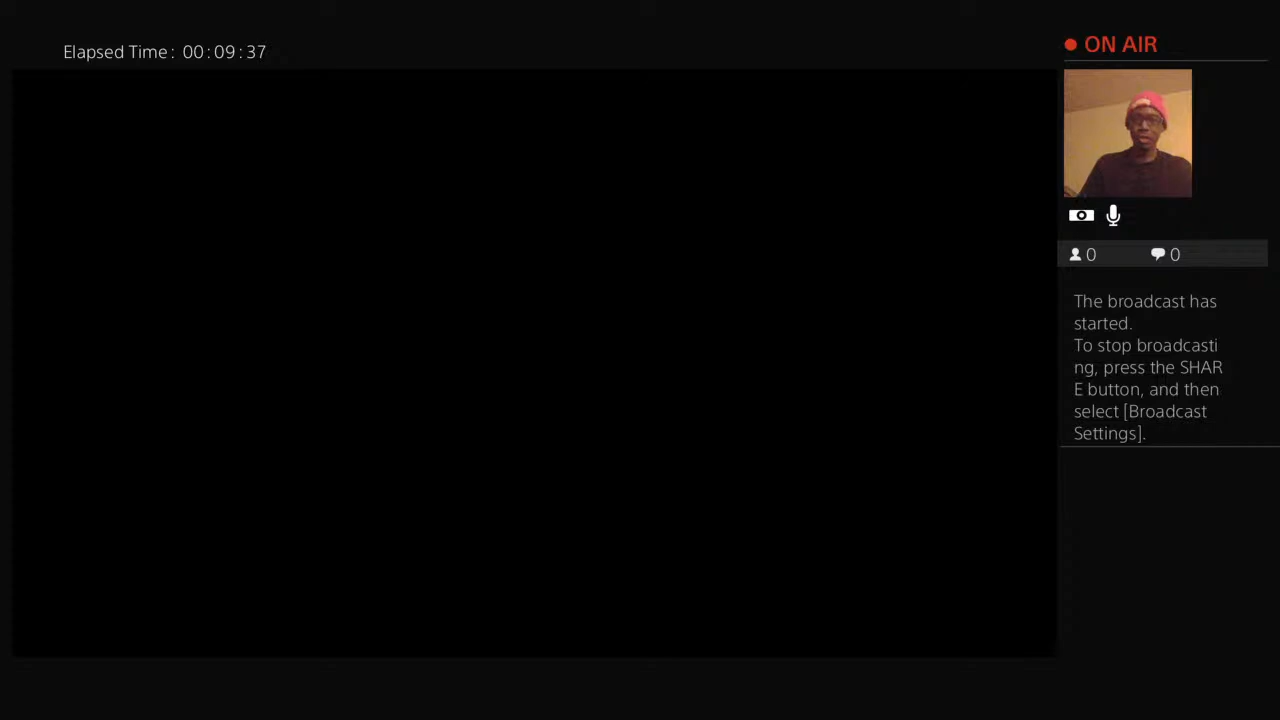 Elapsed Time: 00:09:37
ON AIR
0 0
The broadcast has
started.
To stop broadcasti
ng, press the SHAR
E button, and then
select [Broadcast
Settings].